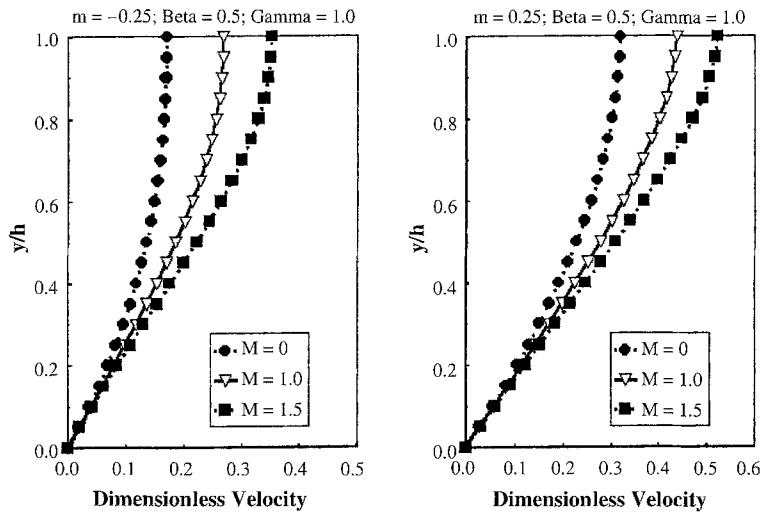 m = −0.25; Beta = 0.5; Gamma = 1.0
1.0
0.8
0.6
0.4
0.2
0.0
y/h
M = 0
M = 1.0
M = 1.5
0.0 0.1 0.2 0.3 0.4 0.5
Dimensionless Velocity
m = 0.25; Beta = 0.5; Gamma = 1.0
1.0
0.8
0.6
0.4
0.2
0.0
y/h
M = 0
M = 1.0
M = 1.5
0.0 0.1 0.2 0.3 0.4 0.5 0.6
Dimensionless Velocity